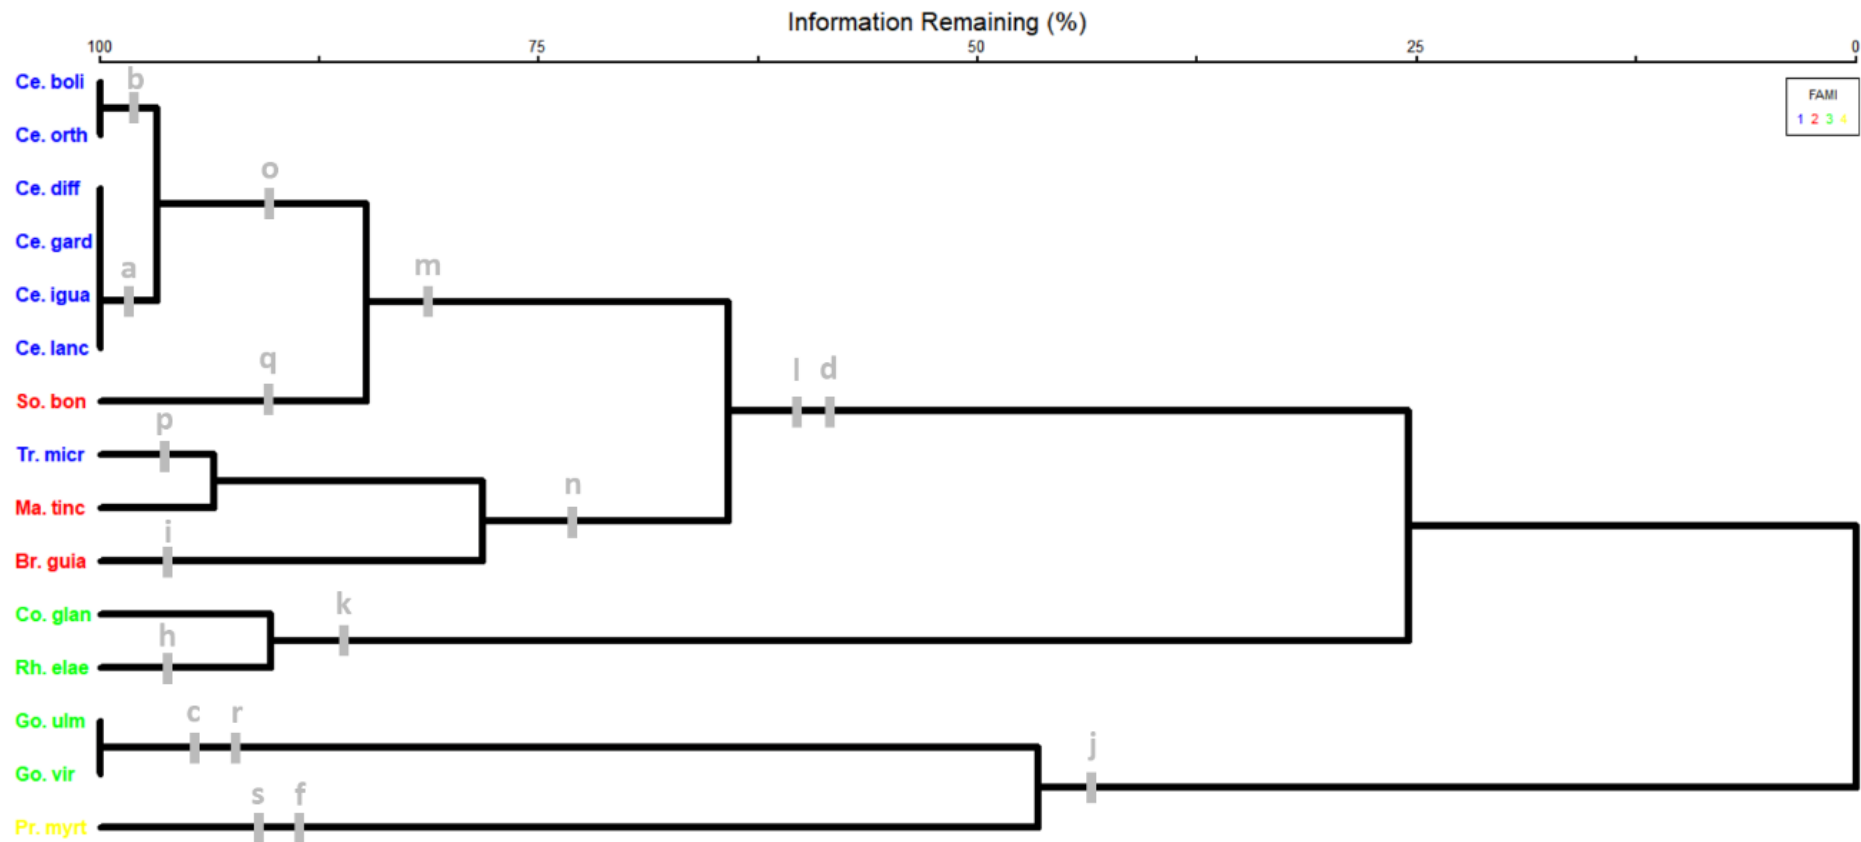 Information Remaining (%)
100 75 50 25 0
FAMI
1 2 3 4
Ce. boli
b
Ce. orth
o
Ce. diff
Ce. gard
a
m
Ce. igua
Ce. lanc
q
l d
So. bon
p
Tr. micr
n
Ma. tinc
i
Br. guia
k
Co. glan
h
Rh. elae
c r
Go. ulm
j
Go. vir
s f
Pr. myrt